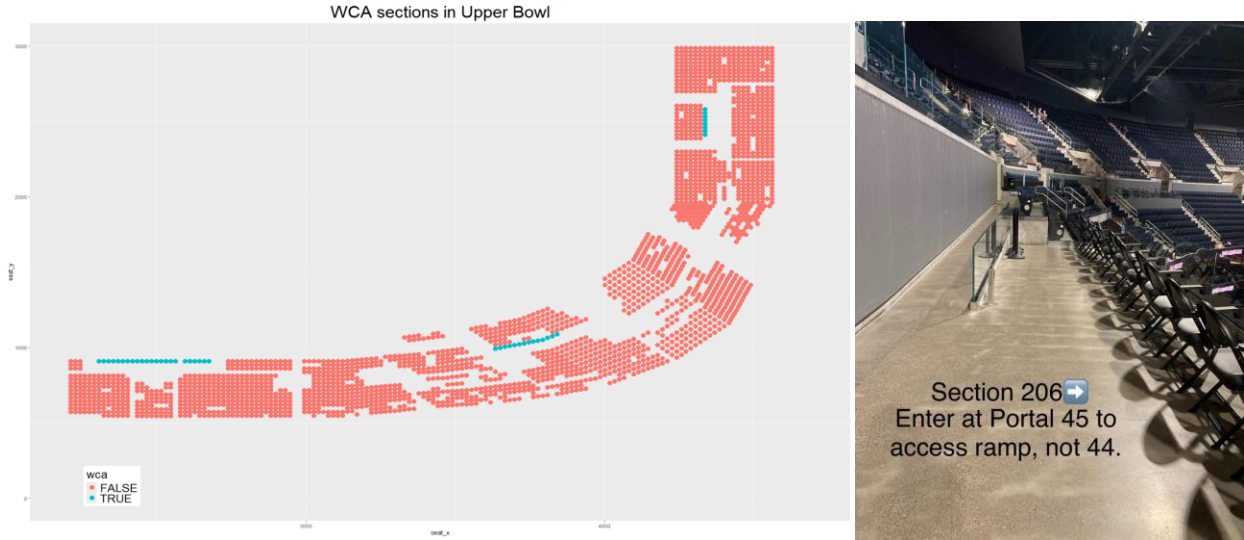 WCA sections in Upper Bowl
3000
2000
1000
0
seat_y
3000
4000
seat_x
wca
FALSE
TRUE
Section 206➡️
Enter at Portal 45 to
access ramp, not 44.